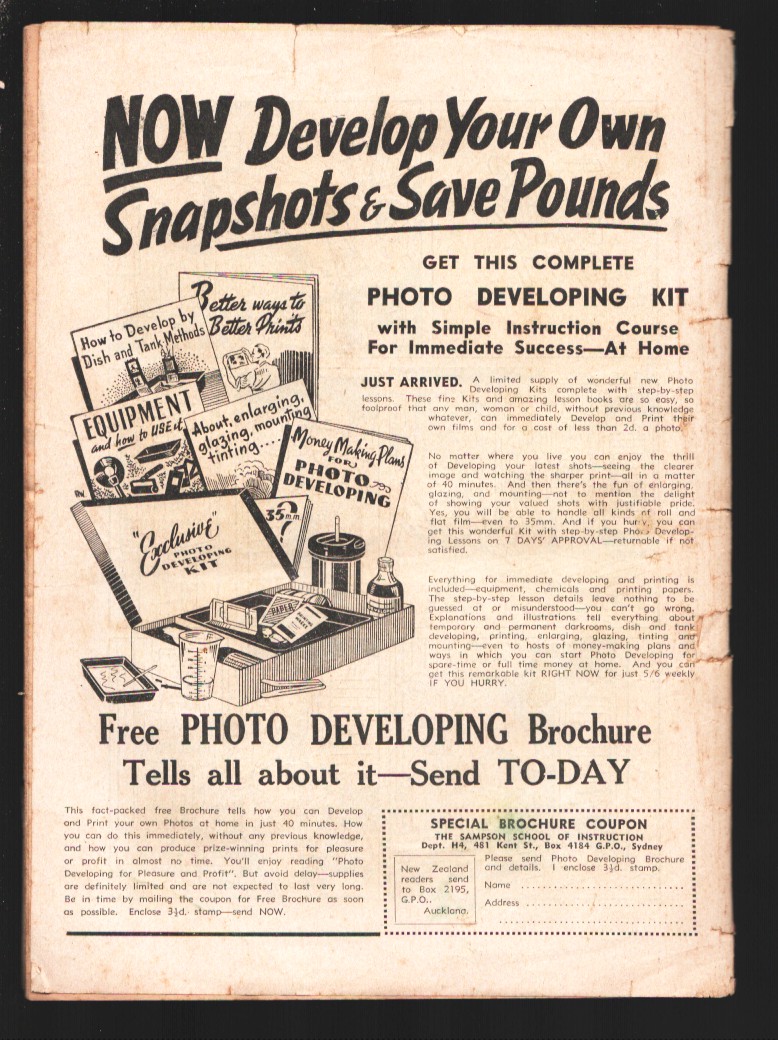 NOW Develop Your Own
Snapshots & Save Pounds
GET THIS COMPLETE
PHOTO DEVELOPING KIT
with Simple Instruction Course
For Immediate Success—At Home
Better ways to
Better Prints
How to Develop by
Dish and Tank Methods
EQUIPMENT
and how to USE it
About, enlarging,
glazing, mounting
tinting....
Money Making Plans
FOR
PHOTO
DEVELOPING
35mm
?
"Exclusive"
PHOTO
DEVELOPING
KIT
PAPER
JUST ARRIVED. A limited supply of wonderful new Photo
Developing Kits complete with step-by-step
lessons. These fine Kits and amazing lesson books are so easy, so
foolproof that any man, woman or child, without previous knowledge
whatever, can immediately Develop and Print their
own films and for a cost of less than 2d. a photo.
No matter where you live you can enjoy the thrill
of Developing your latest shots—seeing the clearer
image and watching the sharper print—all in a matter
of 40 minutes. And then there's the fun of enlarging,
glazing, and mounting—not to mention the delight
of showing your valued shots with justifiable pride.
Yes, you will be able to handle all kinds of roll and
flat film—even to 35mm. And if you hurry, you can
get this wonderful Kit with step-by-step Photo Develop-
ing Lessons on 7 DAYS' APPROVAL—returnable if not
satisfied.
Everything for immediate developing and printing is
included—equipment, chemicals and printing papers.
The step-by-step lesson details leave nothing to be
guessed at or misunderstood—you can't go wrong.
Explanations and illustrations tell everything about
temporary and permanent darkrooms, dish and tank
developing, printing, enlarging, glazing, tinting and
mounting—even to hosts of money-making plans and
ways in which you can start Photo Developing for
spare-time or full time money at home. And you can
get this remarkable kit RIGHT NOW for just 5/6 weekly
IF YOU HURRY.
Free PHOTO DEVELOPING Brochure
Tells all about it—Send TO-DAY
This fact-packed free Brochure tells how you can Develop
and Print your own Photos at home in just 40 minutes. How
you can do this immediately, without any previous knowledge,
and how you can produce prize-winning prints for pleasure
or profit in almost no time. You'll enjoy reading "Photo
Developing for Pleasure and Profit". But avoid delay—supplies
are definitely limited and are not expected to last very long.
Be in time by mailing the coupon for Free Brochure as soon
as possible. Enclose 3½d. stamp—send NOW.
SPECIAL BROCHURE COUPON
THE SAMPSON SCHOOL OF INSTRUCTION
Dept. H4, 481 Kent St., Box 4184 G.P.O., Sydney
New Zealand
readers send
to Box 2195,
G.P.O.,
Auckland.
Please send Photo Developing Brochure
and details. I enclose 3½d. stamp.
Name
Address